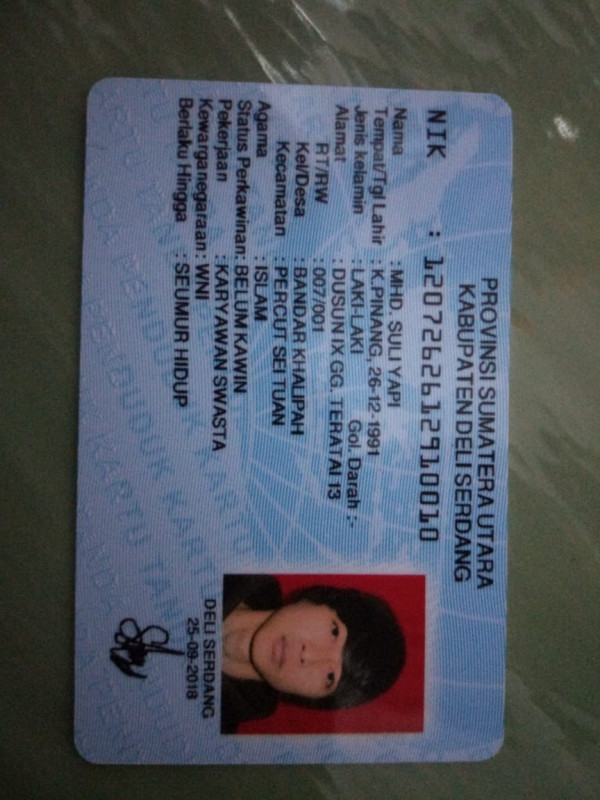 PROVINSI SUMATERA UTARA
KABUPATEN DELI SERDANG
NIK : 1207262612910010
Nama : MHD. SULI YAPI
Tempat/Tgl Lahir : K.PINANG, 26-12-1991
Jenis kelamin : LAKI-LAKI Gol. Darah :-
Alamat : DUSUN IX GG. TERATAI 13
RT/RW : 007/001
Kel/Desa : BANDAR KHALIPAH
Kecamatan : PERCUT SEI TUAN
Agama : ISLAM
Status Perkawinan: BELUM KAWIN
Pekerjaan : KARYAWAN SWASTA
Kewarganegaraan: WNI
Berlaku Hingga : SEUMUR HIDUP
DELI SERDANG
25-09-2018